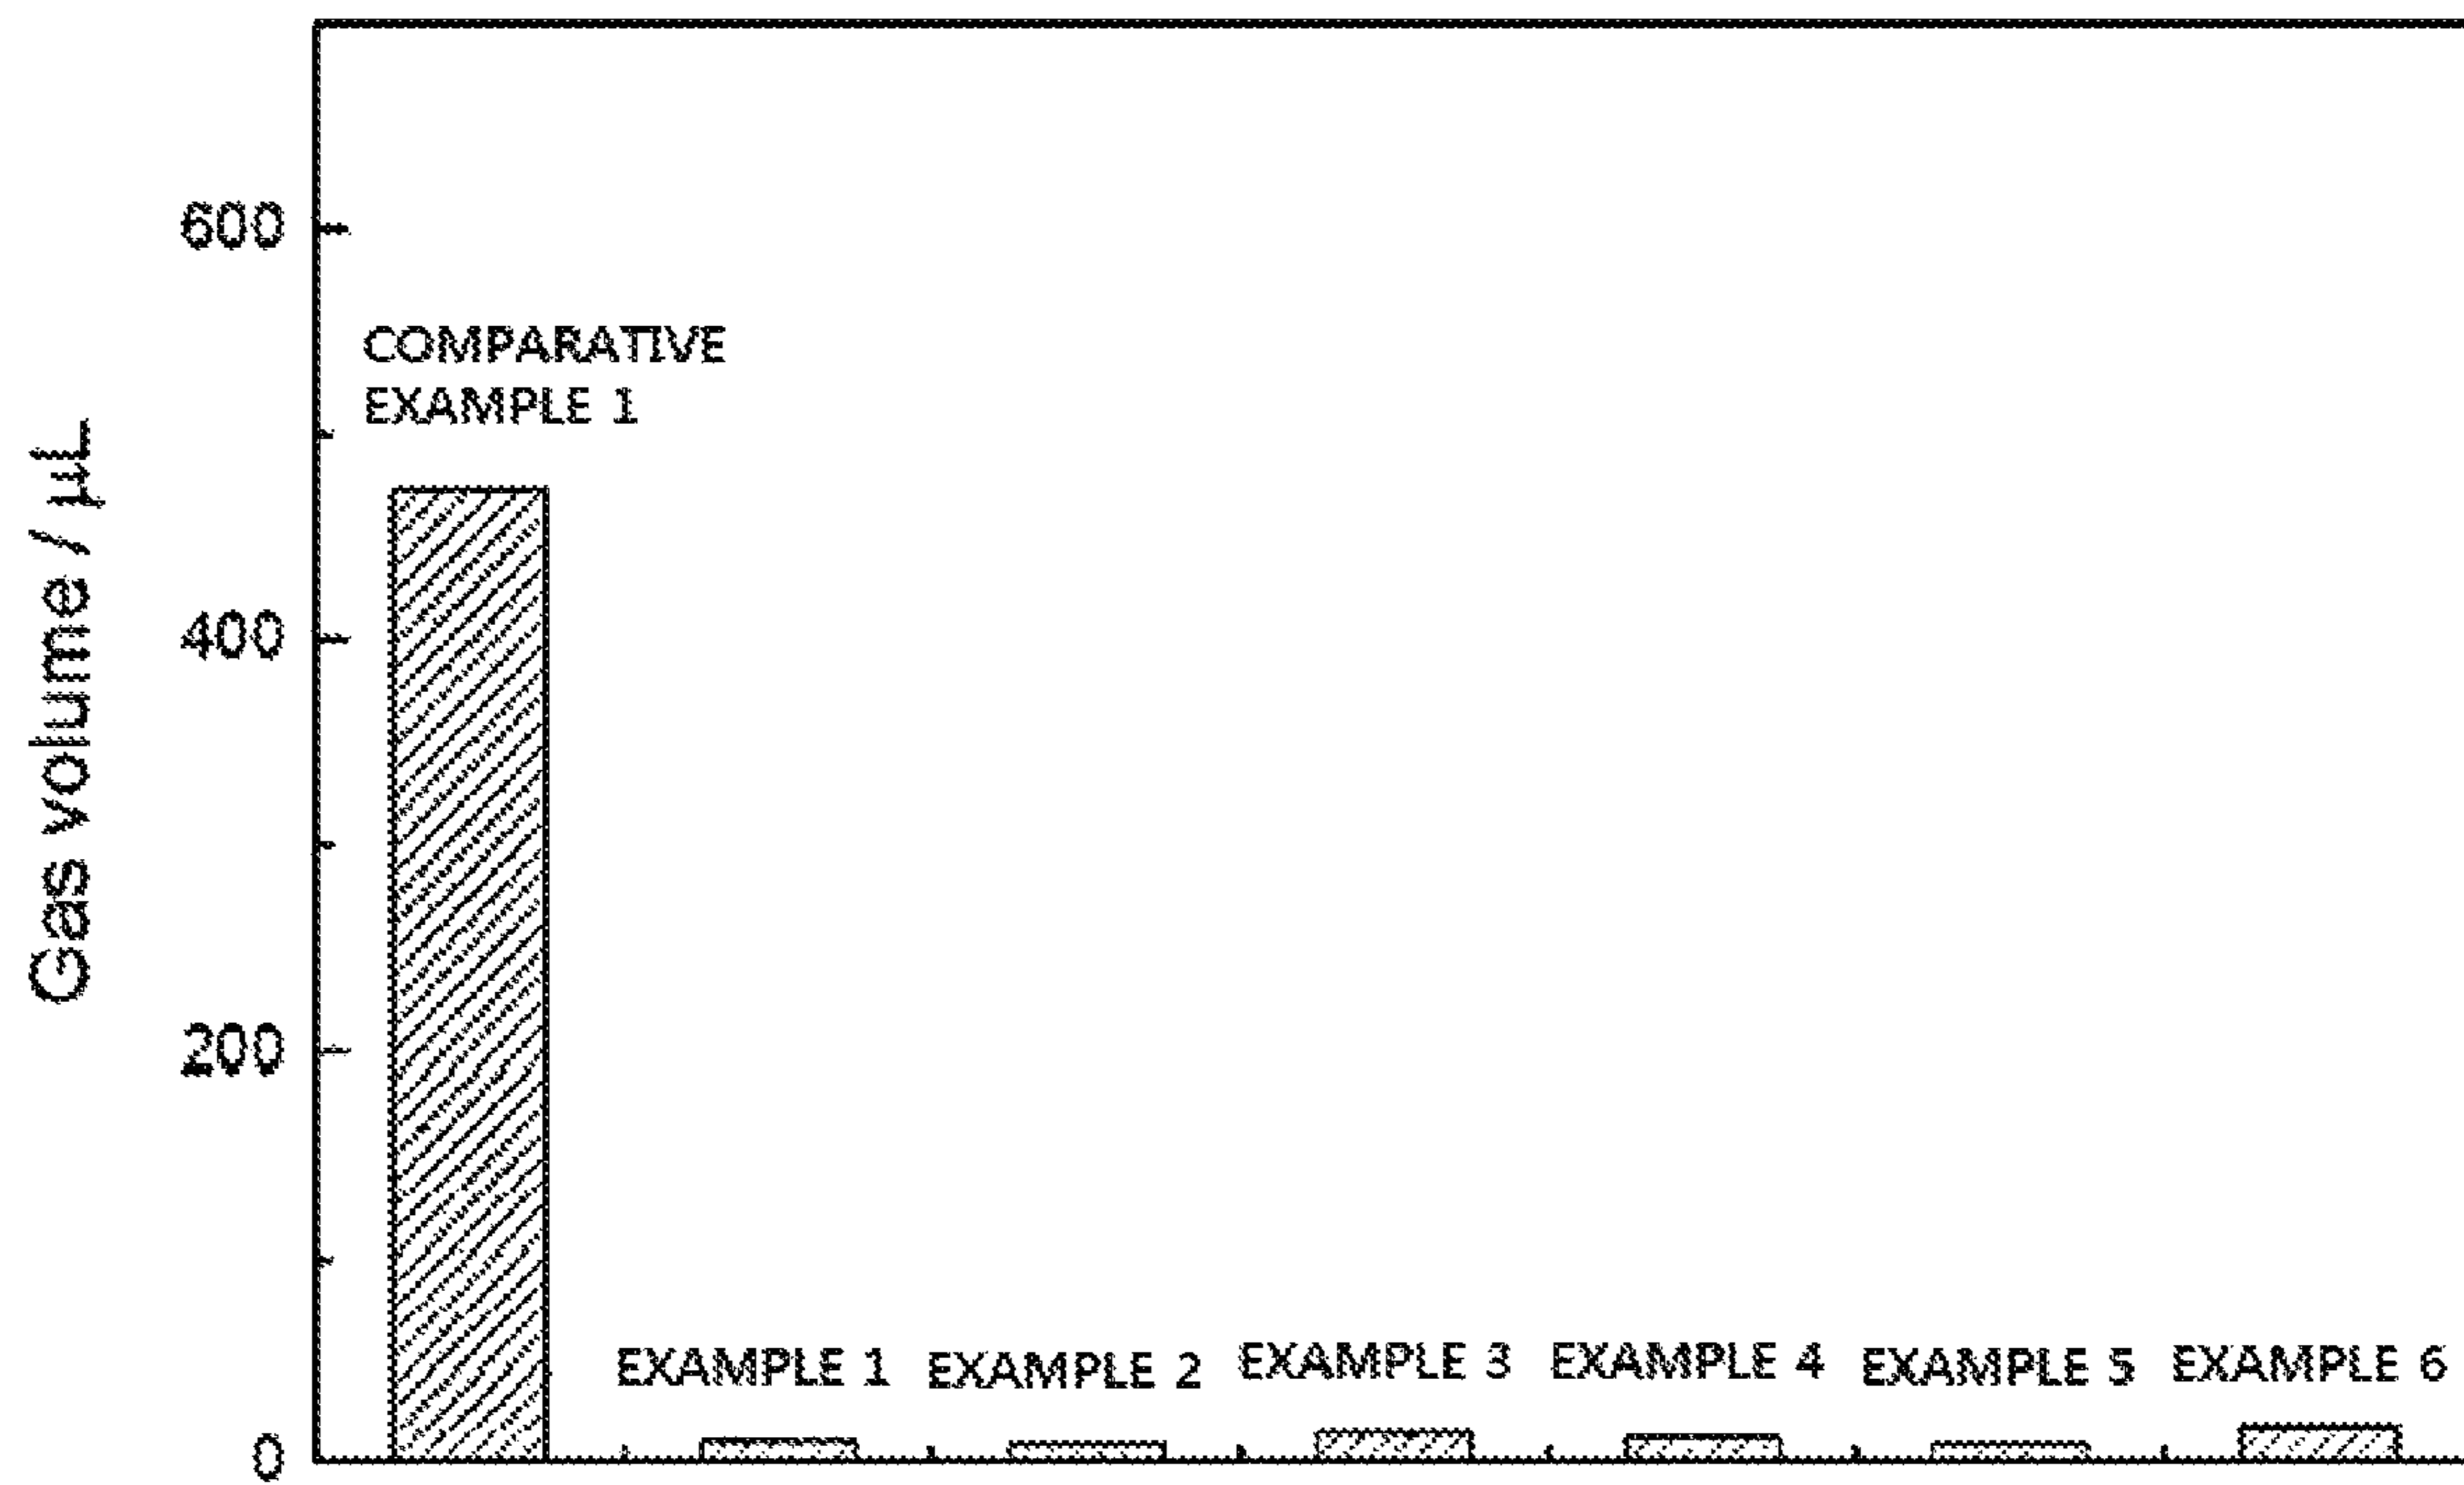 Gas volume / µL
600
400
200
0
COMPARATIVE
EXAMPLE 1
EXAMPLE 1
EXAMPLE 2
EXAMPLE 3
EXAMPLE 4
EXAMPLE 5
EXAMPLE 6